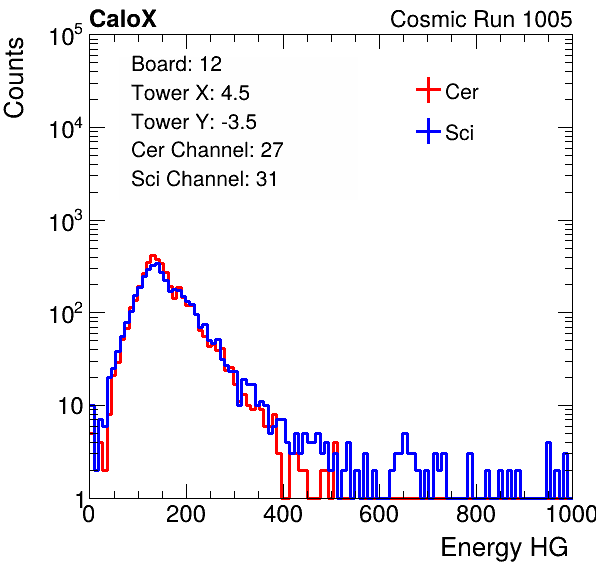 CaloX Cosmic Run 1005
Counts
10^5
10^4
10^3
10^2
10
1
Board: 12
Tower X: 4.5
Tower Y: -3.5
Cer Channel: 27
Sci Channel: 31
Cer
Sci
0 200 400 600 800 1000
Energy HG